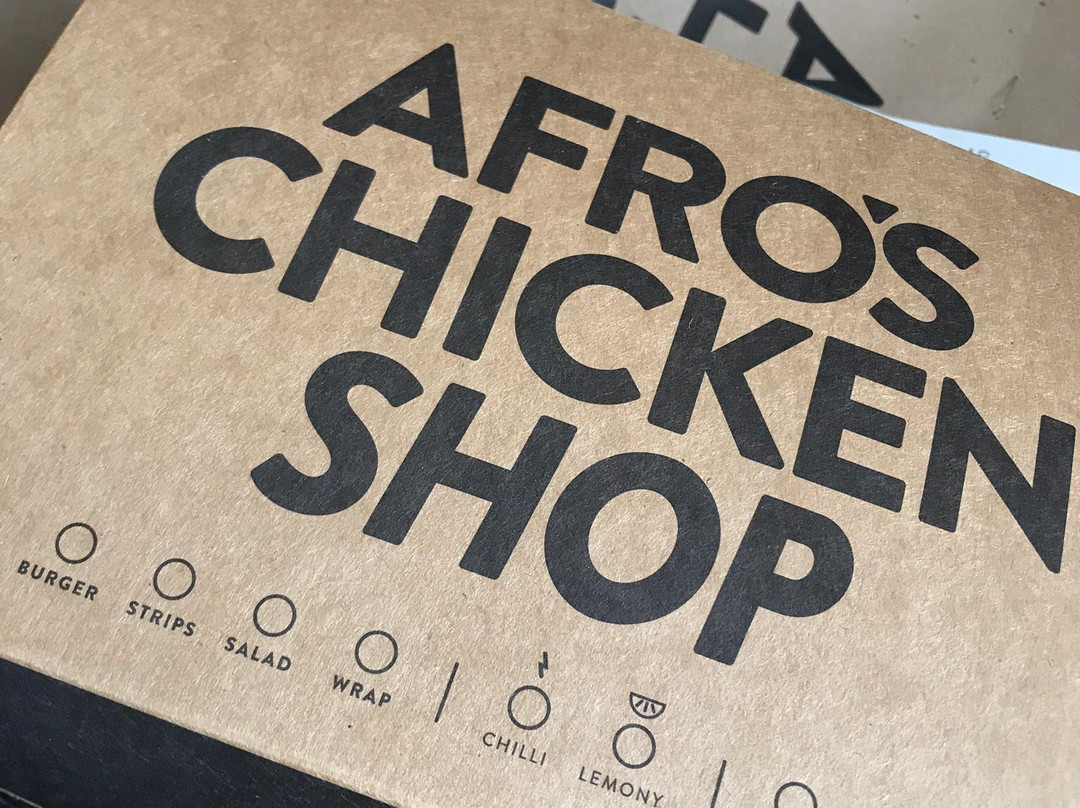 AFRO'S
CHICKEN
SHOP
BURGER STRIPS SALAD WRAP | CHILLI LEMONY |